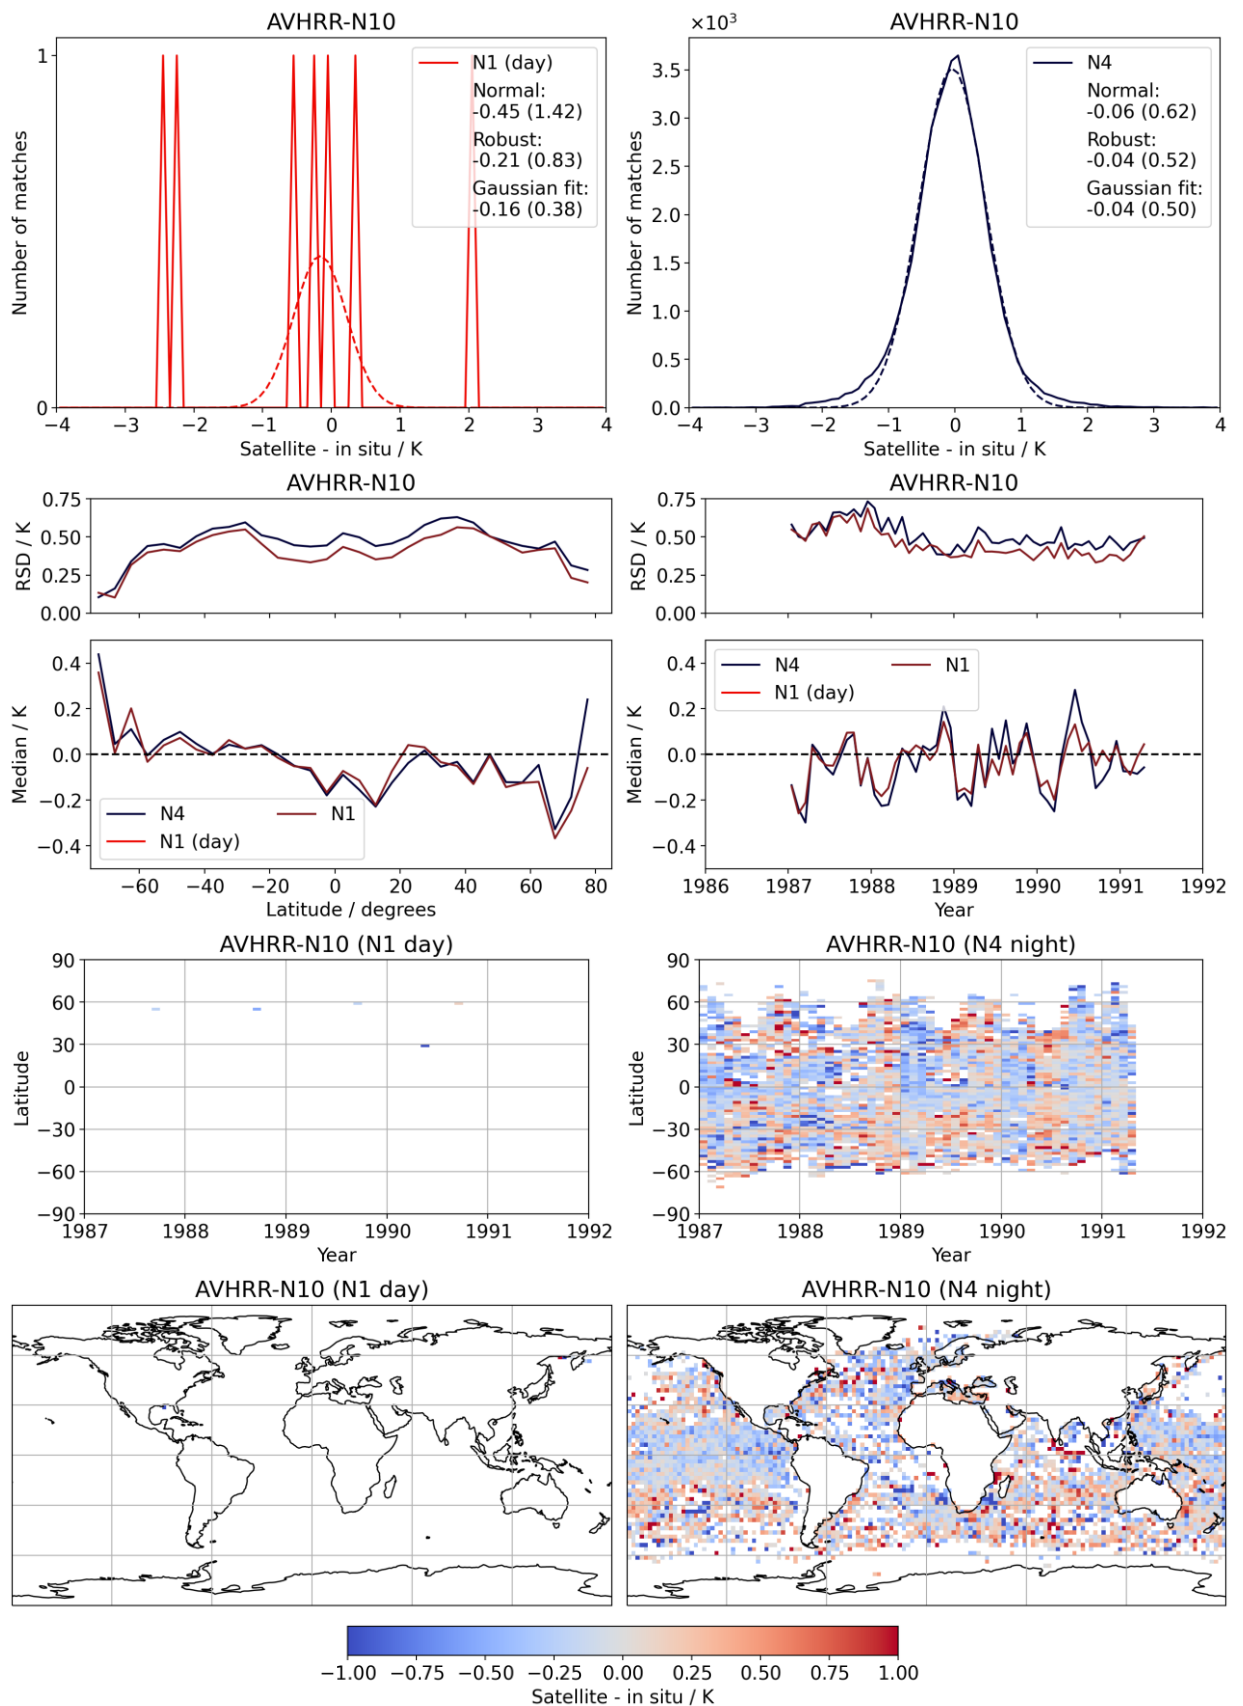 AVHRR-N10
Number of matches
1
0
N1 (day)
Normal:
-0.45 (1.42)
Robust:
-0.21 (0.83)
Gaussian fit:
-0.16 (0.38)
−4 −3 −2 −1 0 1 2 3 4
Satellite - in situ / K
AVHRR-N10
×10³
Number of matches
3.5
3.0
2.5
2.0
1.5
1.0
0.5
0.0
N4
Normal:
-0.06 (0.62)
Robust:
-0.04 (0.52)
Gaussian fit:
-0.04 (0.50)
−4 −3 −2 −1 0 1 2 3 4
Satellite - in situ / K
AVHRR-N10
RSD / K
0.75
0.50
0.25
0.00
Median / K
0.4
0.2
0.0
−0.2
−0.4
N4
N1 (day)
N1
−60 −40 −20 0 20 40 60 80
Latitude / degrees
AVHRR-N10
RSD / K
0.75
0.50
0.25
0.00
Median / K
0.4
0.2
0.0
−0.2
−0.4
N4
N1 (day)
N1
1986 1987 1988 1989 1990 1991 1992
Year
AVHRR-N10 (N1 day)
Latitude
90
60
30
0
−30
−60
−90
1987 1988 1989 1990 1991 1992
Year
AVHRR-N10 (N4 night)
Latitude
90
60
30
0
−30
−60
−90
1987 1988 1989 1990 1991 1992
Year
AVHRR-N10 (N1 day)
AVHRR-N10 (N4 night)
−1.00 −0.75 −0.50 −0.25 0.00 0.25 0.50 0.75 1.00
Satellite - in situ / K